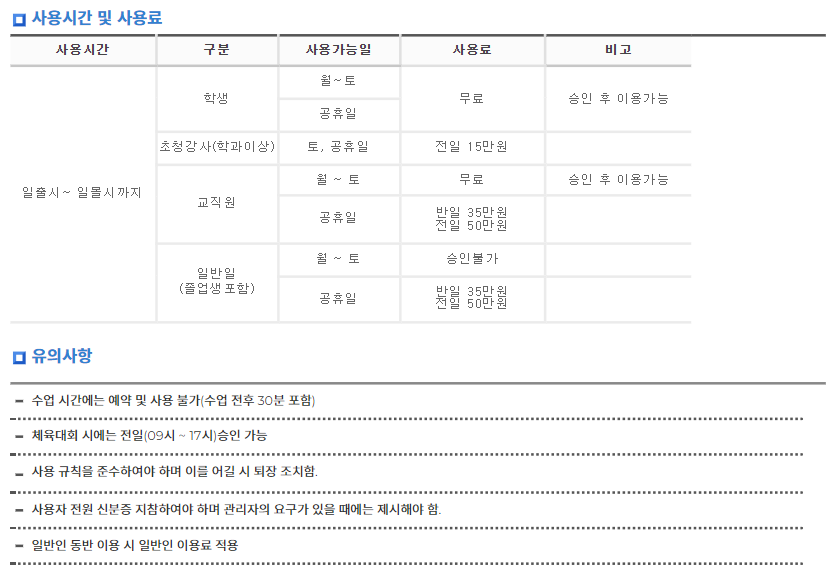 사용시간 및 사용료
사용시간 구분 사용가능일 사용료 비고
일출시~ 일몰시까지
학생
월~토
공휴일
무료
승인 후 이용가능
초청강사(학과이상) 토, 공휴일 전일 15만원
교직원
월 ~ 토 무료 승인 후 이용가능
공휴일
반일 35만원
전일 50만원
일반일
(졸업생포함)
월 ~ 토 승인불가
공휴일
반일 35만원
전일 50만원
유의사항
수업 시간에는 예약 및 사용 불가(수업 전후 30분 포함)
체육대회 시에는 전일(09시 ~ 17시)승인 가능
사용 규칙을 준수하여야 하며 이를 어길 시 퇴장 조치함.
사용자 전원 신분증 지참하여야 하며 관리자의 요구가 있을 때에는 제시해야 함.
일반인 동반 이용 시 일반인 이용료 적용